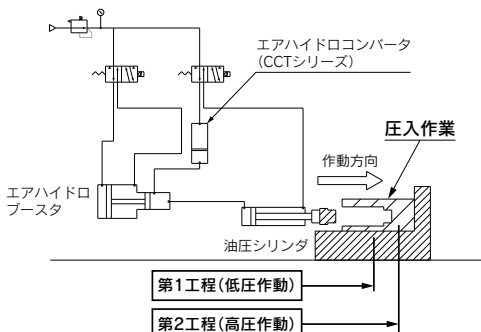 エアハイドロコンバータ
(CCTシリーズ)
圧入作業
作動方向
エアハイドロ
ブースタ
油圧シリンダ
第1工程(低圧作動)
第2工程(高圧作動)